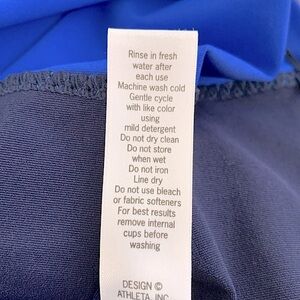 Rinse in fresh
water after
each use
Machine wash cold
Gentle cycle
with like color
using
mild detergent
Do not dry clean
Do not store
when wet
Do not iron
Line dry
Do not use bleach
or fabric softeners
For best results
remove internal
cups before
washing
DESIGN ©
ATHLETA, INC.